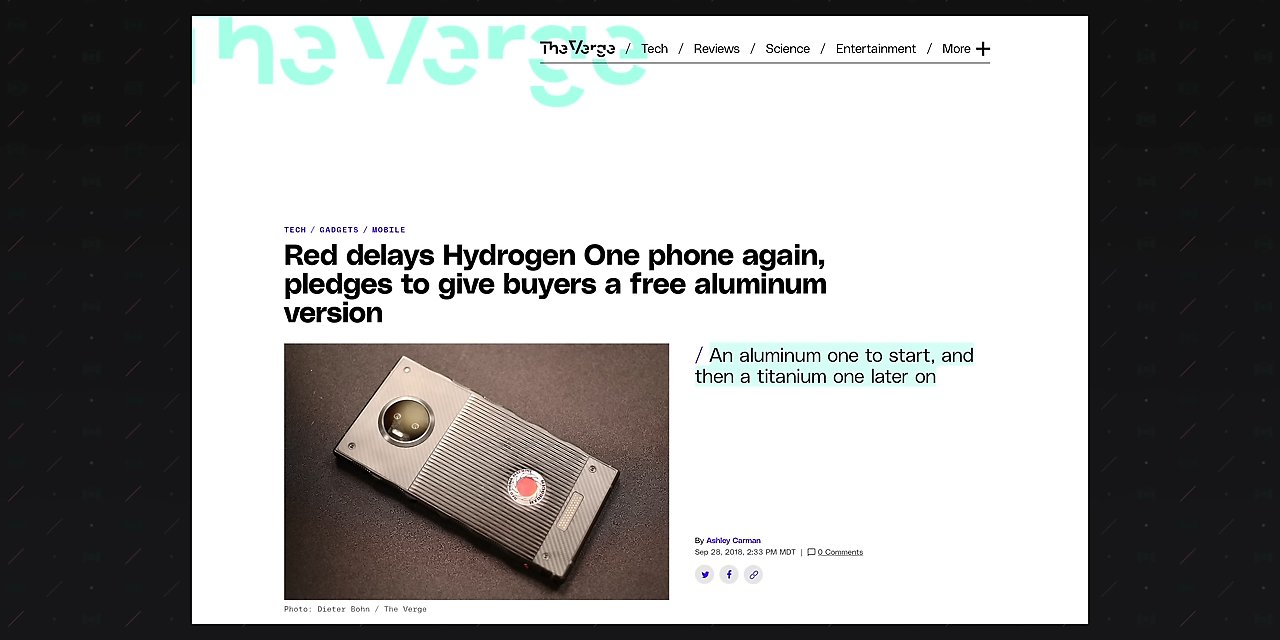 The Verge
The Verge / Tech / Reviews / Science / Entertainment / More
TECH / GADGETS / MOBILE
Red delays Hydrogen One phone again,
pledges to give buyers a free aluminum
version
/ An aluminum one to start, and
then a titanium one later on
By Ashley Carman
Sep 28, 2018, 2:33 PM MDT | 0 Comments
Photo: Dieter Bohn / The Verge